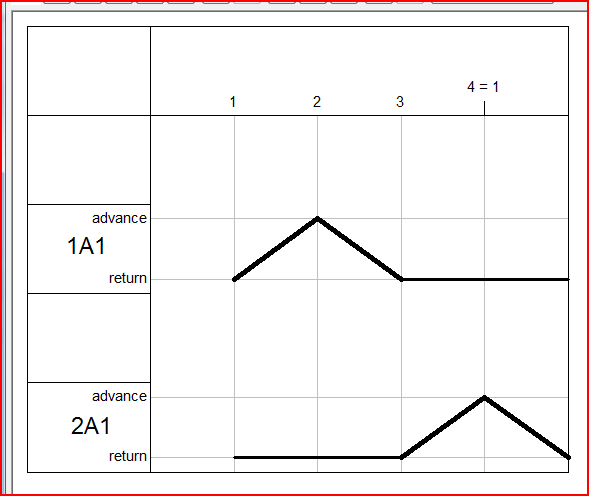 1
2
3
4 = 1
advance
1A1
return
advance
2A1
return